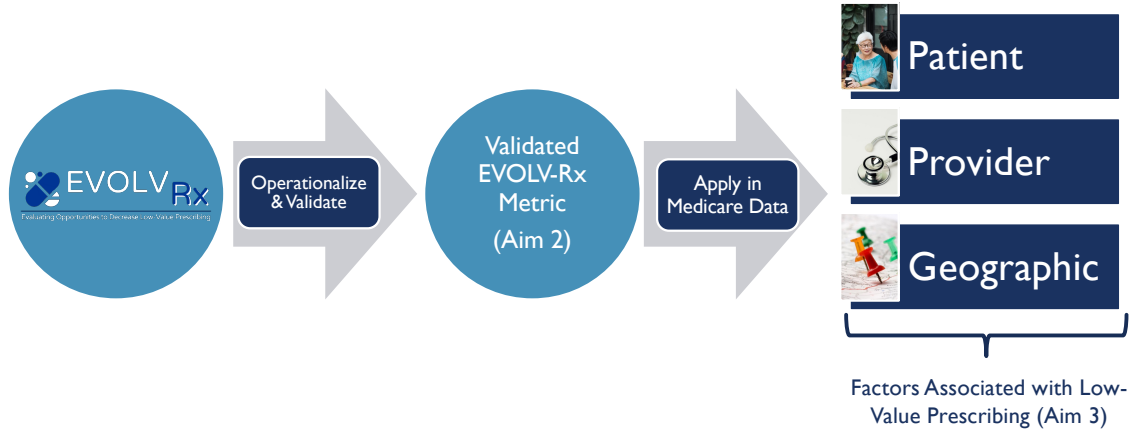 EVOLV
Rx
Evaluating Opportunities to Decrease Low-Value Prescribing
Operationalize
& Validate
Validated
EVOLV-Rx
Metric
(Aim 2)
Apply in
Medicare Data
Patient
Provider
Geographic
Factors Associated with Low-
Value Prescribing (Aim 3)